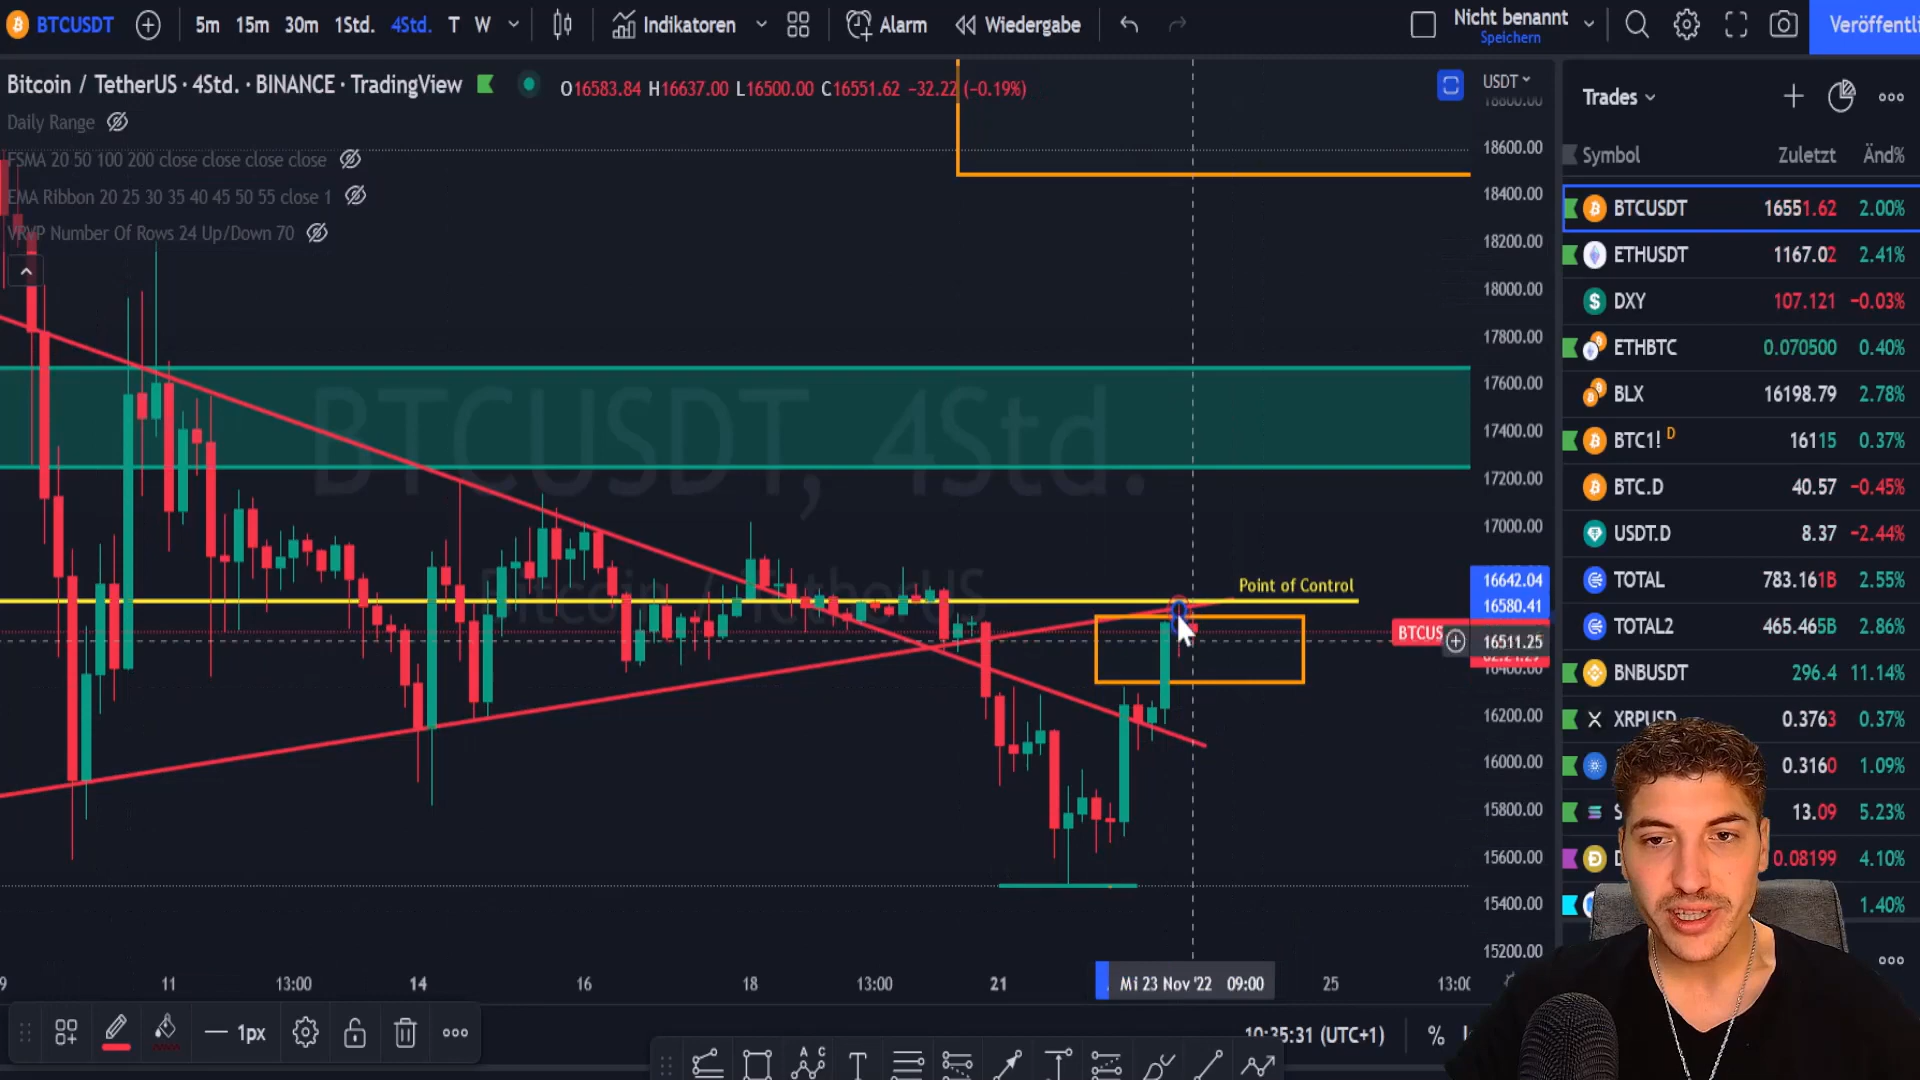 BTCUSDT 5m 15m 30m 1Std. 4Std. T W Indikatoren Alarm Wiedergabe Nicht benannt
Speichern
Bitcoin / TetherUS · 4Std. · BINANCE · TradingView O16583.84 H16637.00 L16500.00 C16551.62 −32.22 (−0.19%)
Daily Range
EMA Ribbon 20 25 30 35 40 45 50 55 close 1
VRVP Number Of Rows 24 Up/Down 70
BTCUSDT, 4Std.
Bitcoin / TetherUS
Point of Control
USDT
18600.00
18400.00
18200.00
18000.00
17800.00
17600.00
17400.00
17200.00
17000.00
16642.04
16580.41
16511.25
16400.00
16200.00
16000.00
15800.00
15600.00
15400.00
15200.00
9 11 13:00 14 16 18 13:00 21 Mi 23 Nov '22 09:00 25
1px
10:35:31 (UTC+1) %
Trades
Symbol Zuletzt Änd%
BTCUSDT 16551.62 2.00%
ETHUSDT 1167.02 2.41%
DXY 107.121 −0.03%
ETHBTC 0.070500 0.40%
BLX 16198.79 2.78%
BTC1! D 16115 0.37%
BTC.D 40.57 −0.45%
USDT.D 8.37 −2.44%
TOTAL 783.161B 2.55%
TOTAL2 465.465B 2.86%
BNBUSDT 296.4 11.14%
XRPUSD 0.3763 0.37%
0.3160 1.09%
13.09 5.23%
0.08199 4.10%
1.40%